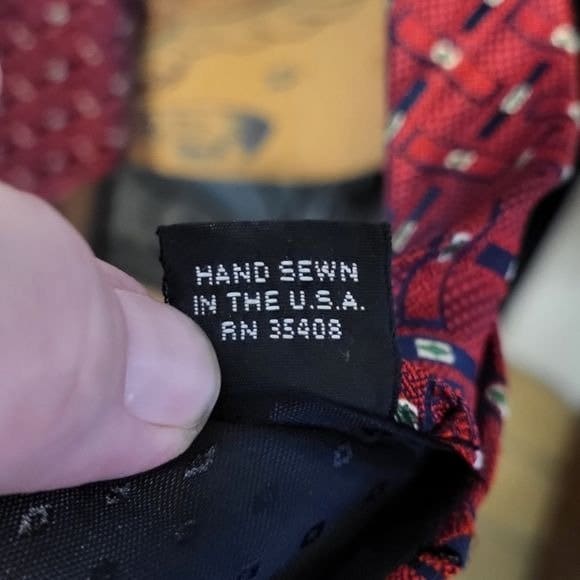 HAND SEWN
IN THE U.S.A.
RN 35408